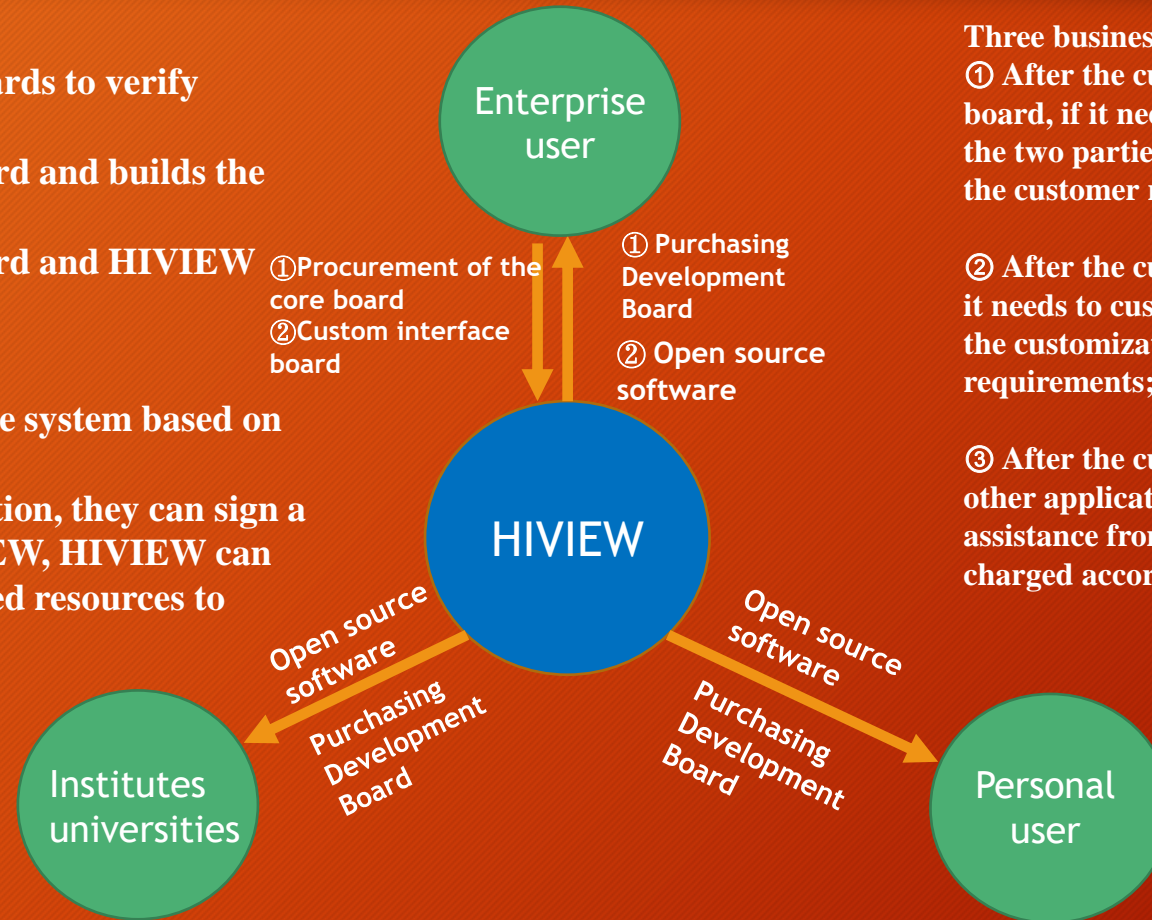 ards to verify
rd and builds the
rd and HIVIEW
e system based on
tion, they can sign a
EW, HIVIEW can
ed resources to
Enterprise
user
①Procurement of the
core board
②Custom interface
board
① Purchasing
Development
Board
② Open source
software
HIVIEW
Open source
software
Purchasing
Development
Board
Open source
software
Purchasing
Development
Board
Institutes
universities
Personal
user
Three busines
① After the cu
board, if it nee
the two partie
the customer
② After the cu
it needs to cus
the customizat
requirements;
③ After the cu
other applicat
assistance fro
charged accor